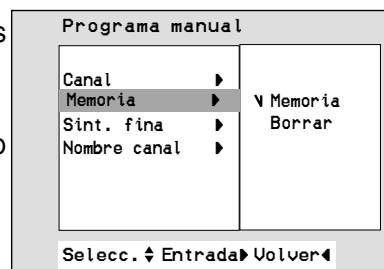 s
Programa manual
Canal
Memoria
Sint. fina
Nombre canal
√ Memoria
Borrar
o
Selecc. Entrada Volver